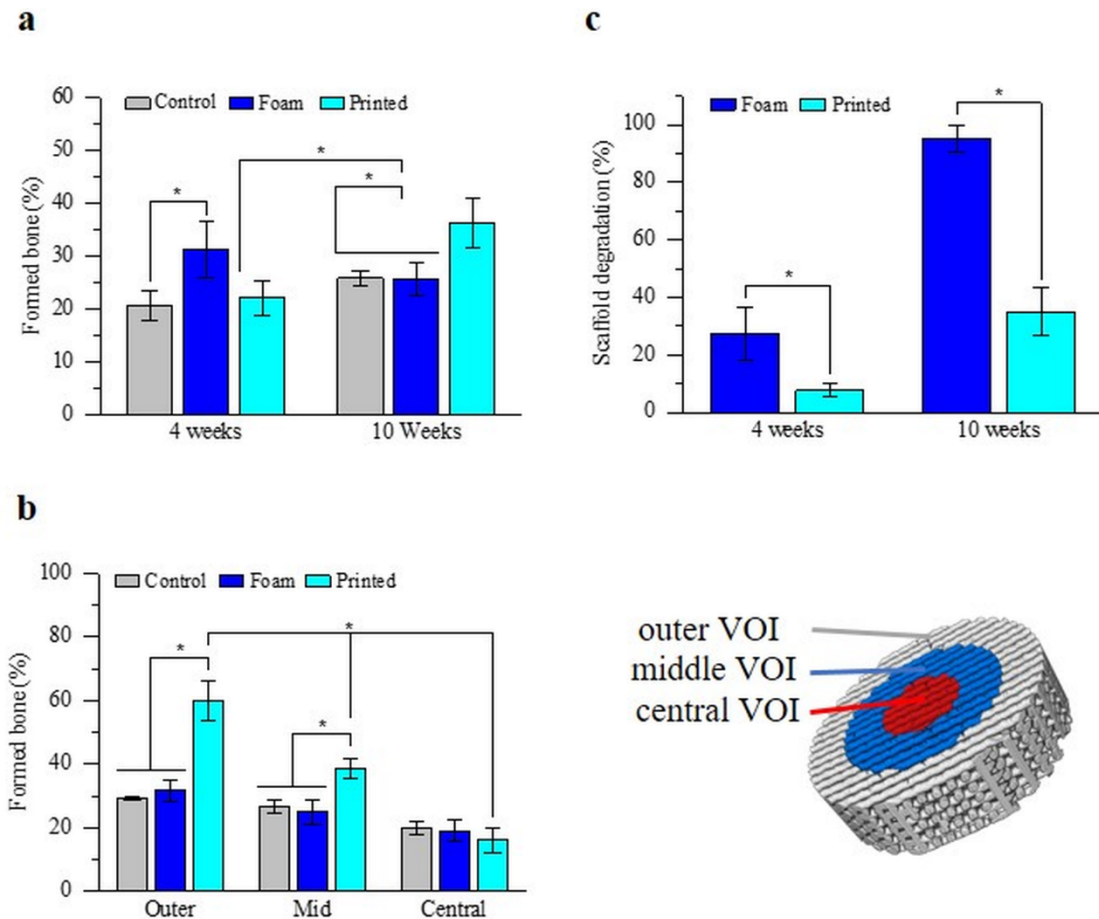 a
Formed bone (%)
60
50
40
30
20
10
0
Control Foam Printed
*
*
*
4 weeks 10 Weeks
c
Scaffold degradation (%)
100
80
60
40
20
0
Foam Printed
*
*
4 weeks 10 weeks
b
Formed bone (%)
100
80
60
40
20
0
Control Foam Printed
*
*
*
Outer Mid Central
outer VOI
middle VOI
central VOI